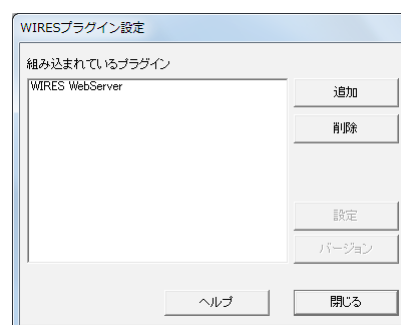 WIRESプラグイン設定
組み込まれているプラグイン
WIRES WebServer
追加
削除
設定
バージョン
ヘルプ
閉じる